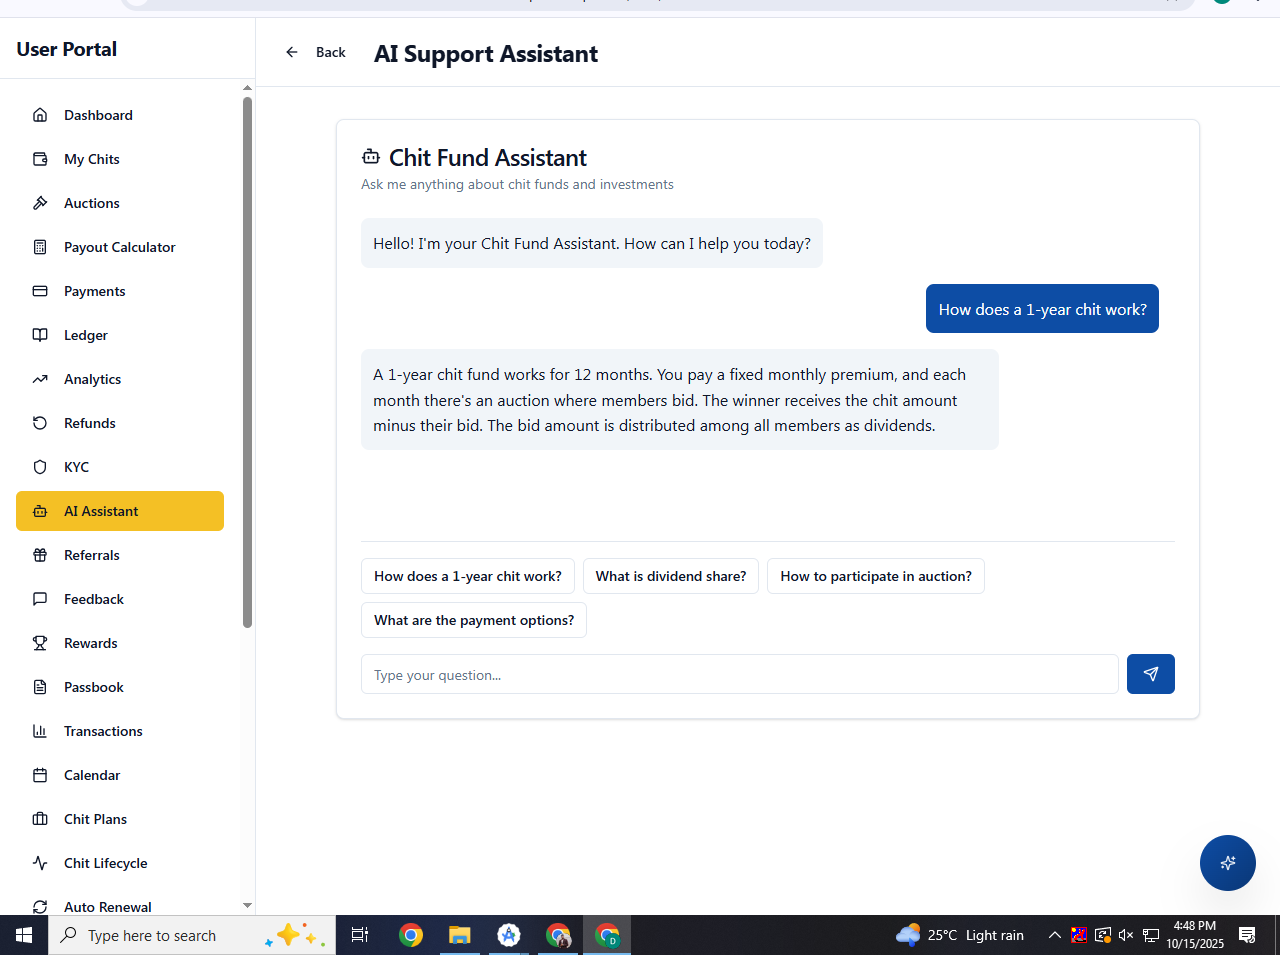 User Portal
Back
AI Support Assistant
Dashboard
My Chits
Auctions
Payout Calculator
Payments
Ledger
Analytics
Refunds
KYC
AI Assistant
Referrals
Feedback
Rewards
Passbook
Transactions
Calendar
Chit Plans
Chit Lifecycle
Auto Renewal
Chit Fund Assistant
Ask me anything about chit funds and investments
Hello! I'm your Chit Fund Assistant. How can I help you today?
How does a 1-year chit work?
A 1-year chit fund works for 12 months. You pay a fixed monthly premium, and each
month there's an auction where members bid. The winner receives the chit amount
minus their bid. The bid amount is distributed among all members as dividends.
How does a 1-year chit work?
What is dividend share?
How to participate in auction?
What are the payment options?
Type your question...
Type here to search
D
25°C Light rain
4:48 PM
10/15/2025